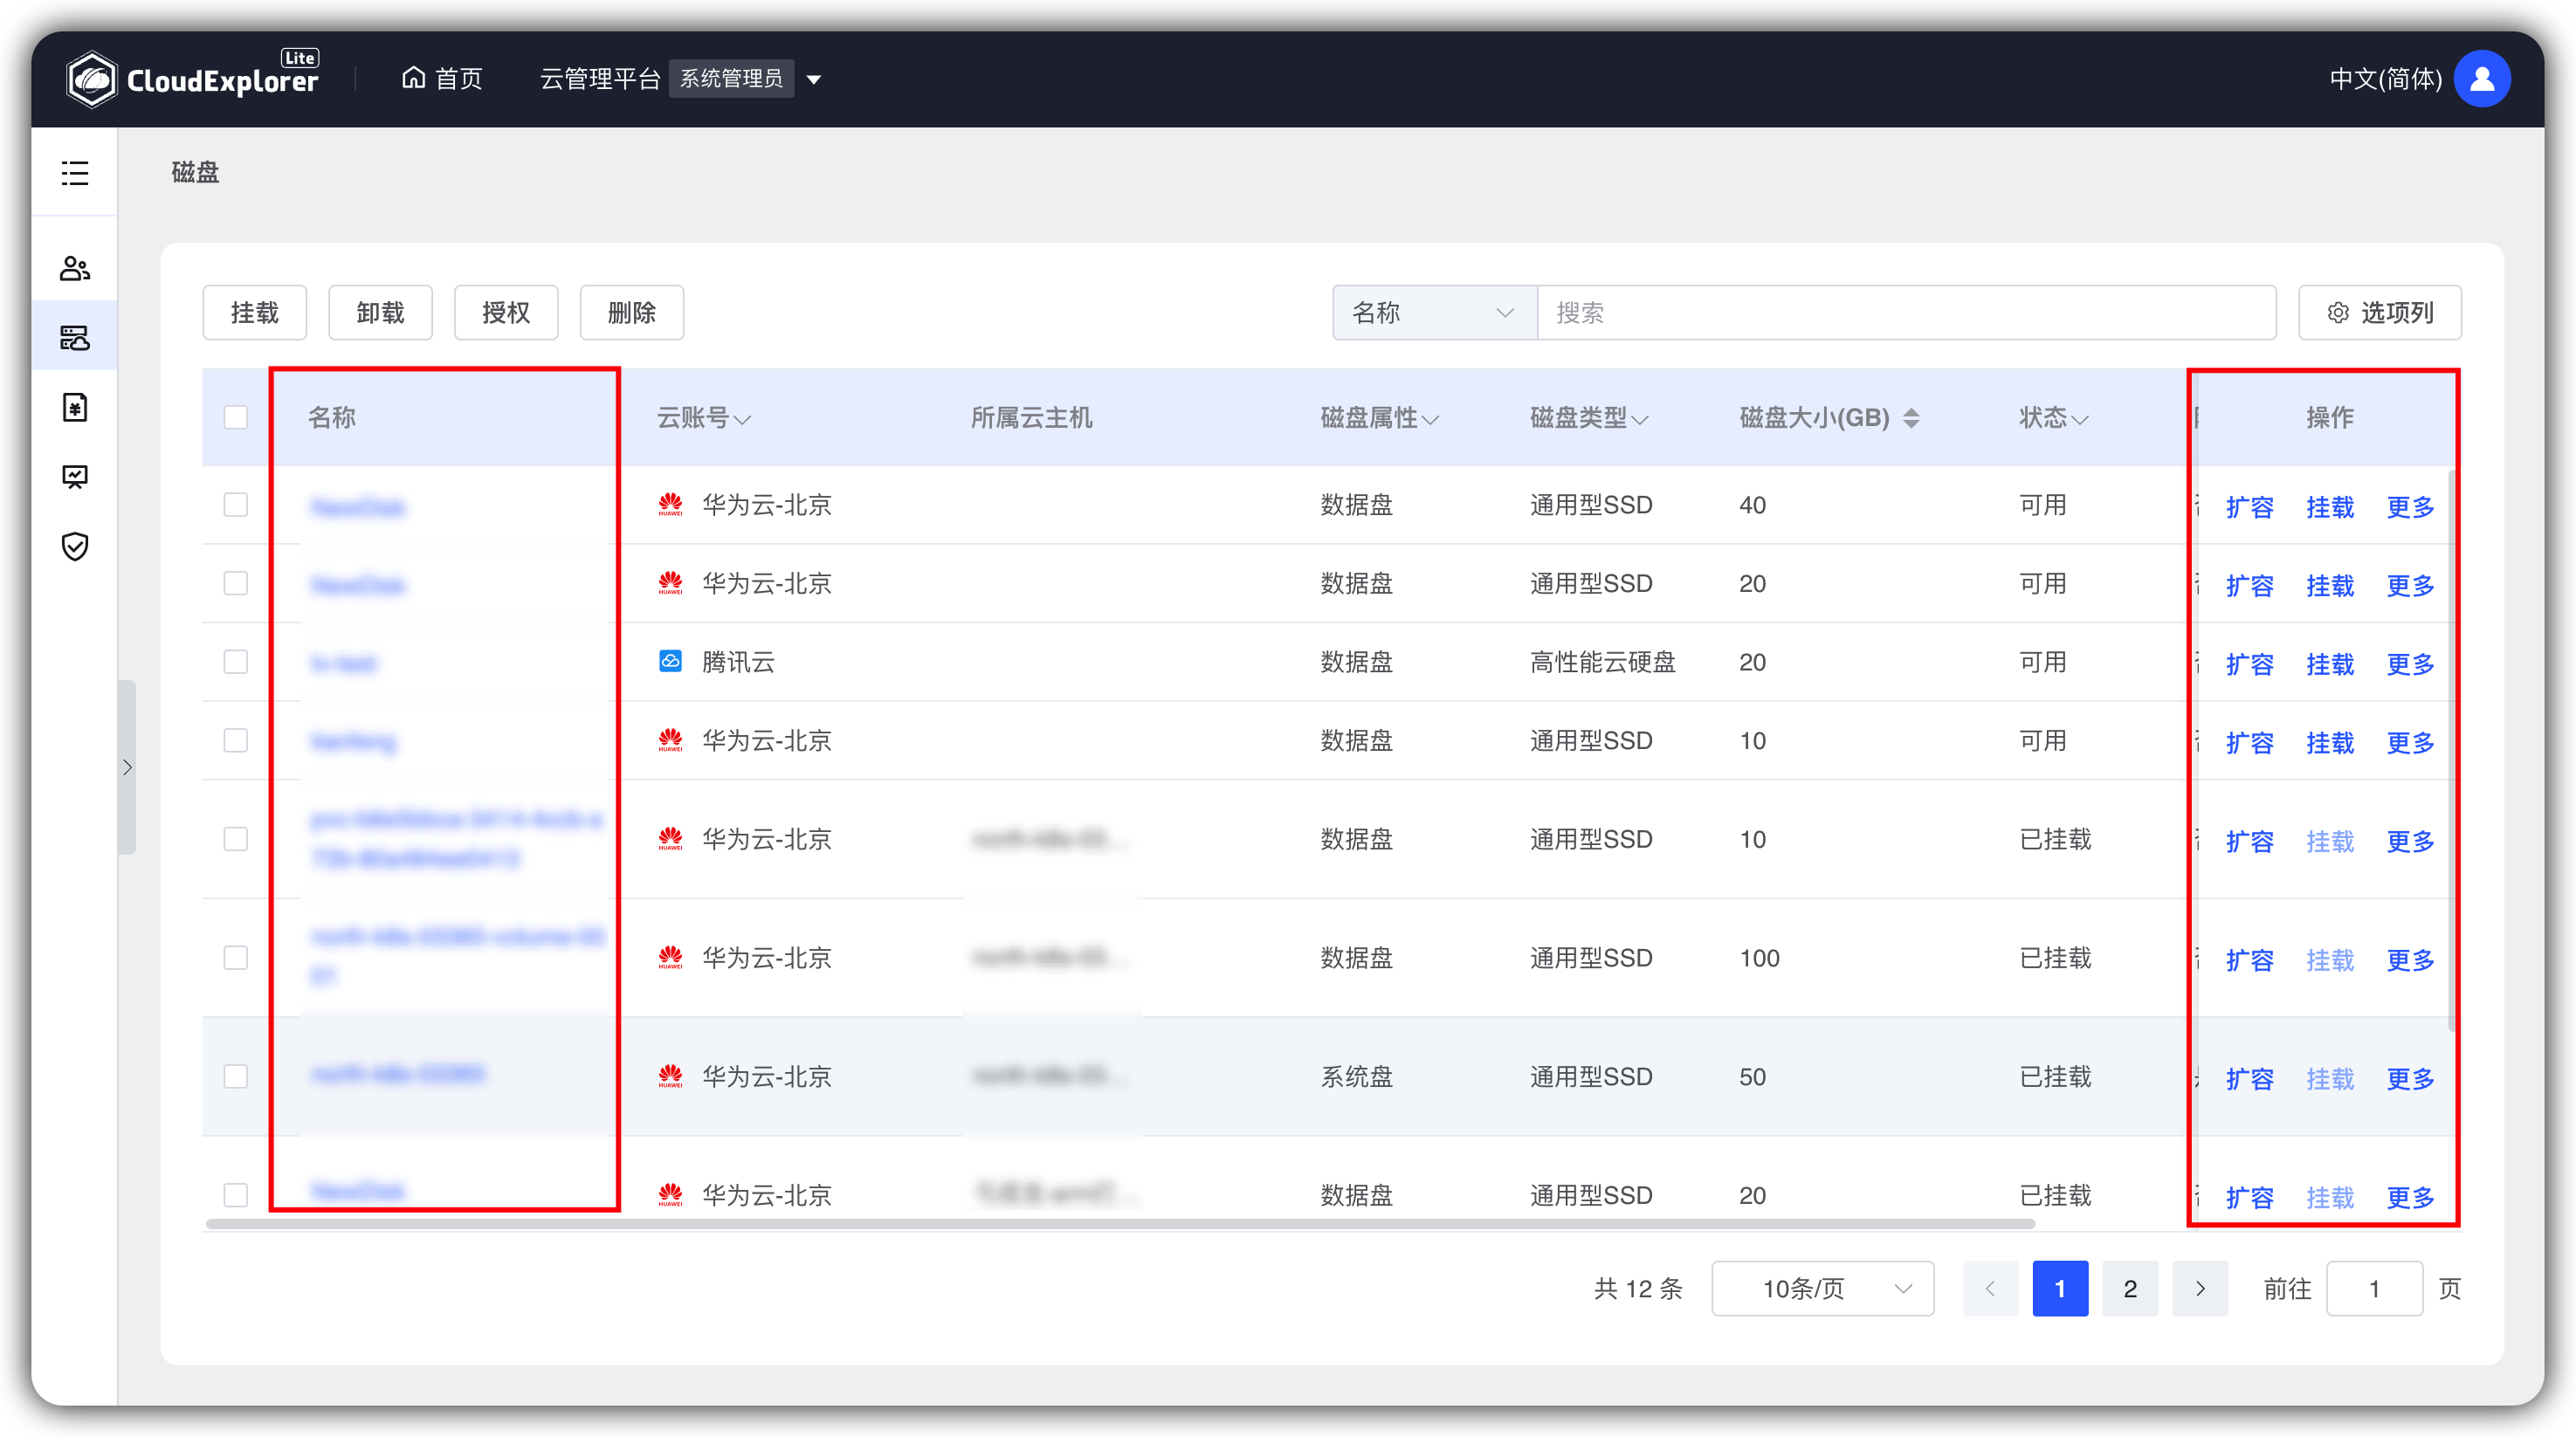 CloudExplorer Lite 首页 云管理平台 系统管理员 中文(简体)
磁盘
挂载 卸载 授权 删除 名称 搜索 选项列
名称 云账号 所属云主机 磁盘属性 磁盘类型 磁盘大小(GB) 状态 操作
HUAWEI 华为云-北京 数据盘 通用型SSD 40 可用 扩容 挂载 更多
HUAWEI 华为云-北京 数据盘 通用型SSD 20 可用 扩容 挂载 更多
腾讯云 数据盘 高性能云硬盘 20 可用 扩容 挂载 更多
HUAWEI 华为云-北京 数据盘 通用型SSD 10 可用 扩容 挂载 更多
HUAWEI 华为云-北京 数据盘 通用型SSD 10 已挂载 扩容 挂载 更多
HUAWEI 华为云-北京 数据盘 通用型SSD 100 已挂载 扩容 挂载 更多
HUAWEI 华为云-北京 系统盘 通用型SSD 50 已挂载 扩容 挂载 更多
HUAWEI 华为云-北京 数据盘 通用型SSD 20 已挂载 扩容 挂载 更多
共 12 条 10条/页 1 2 前往 1 页